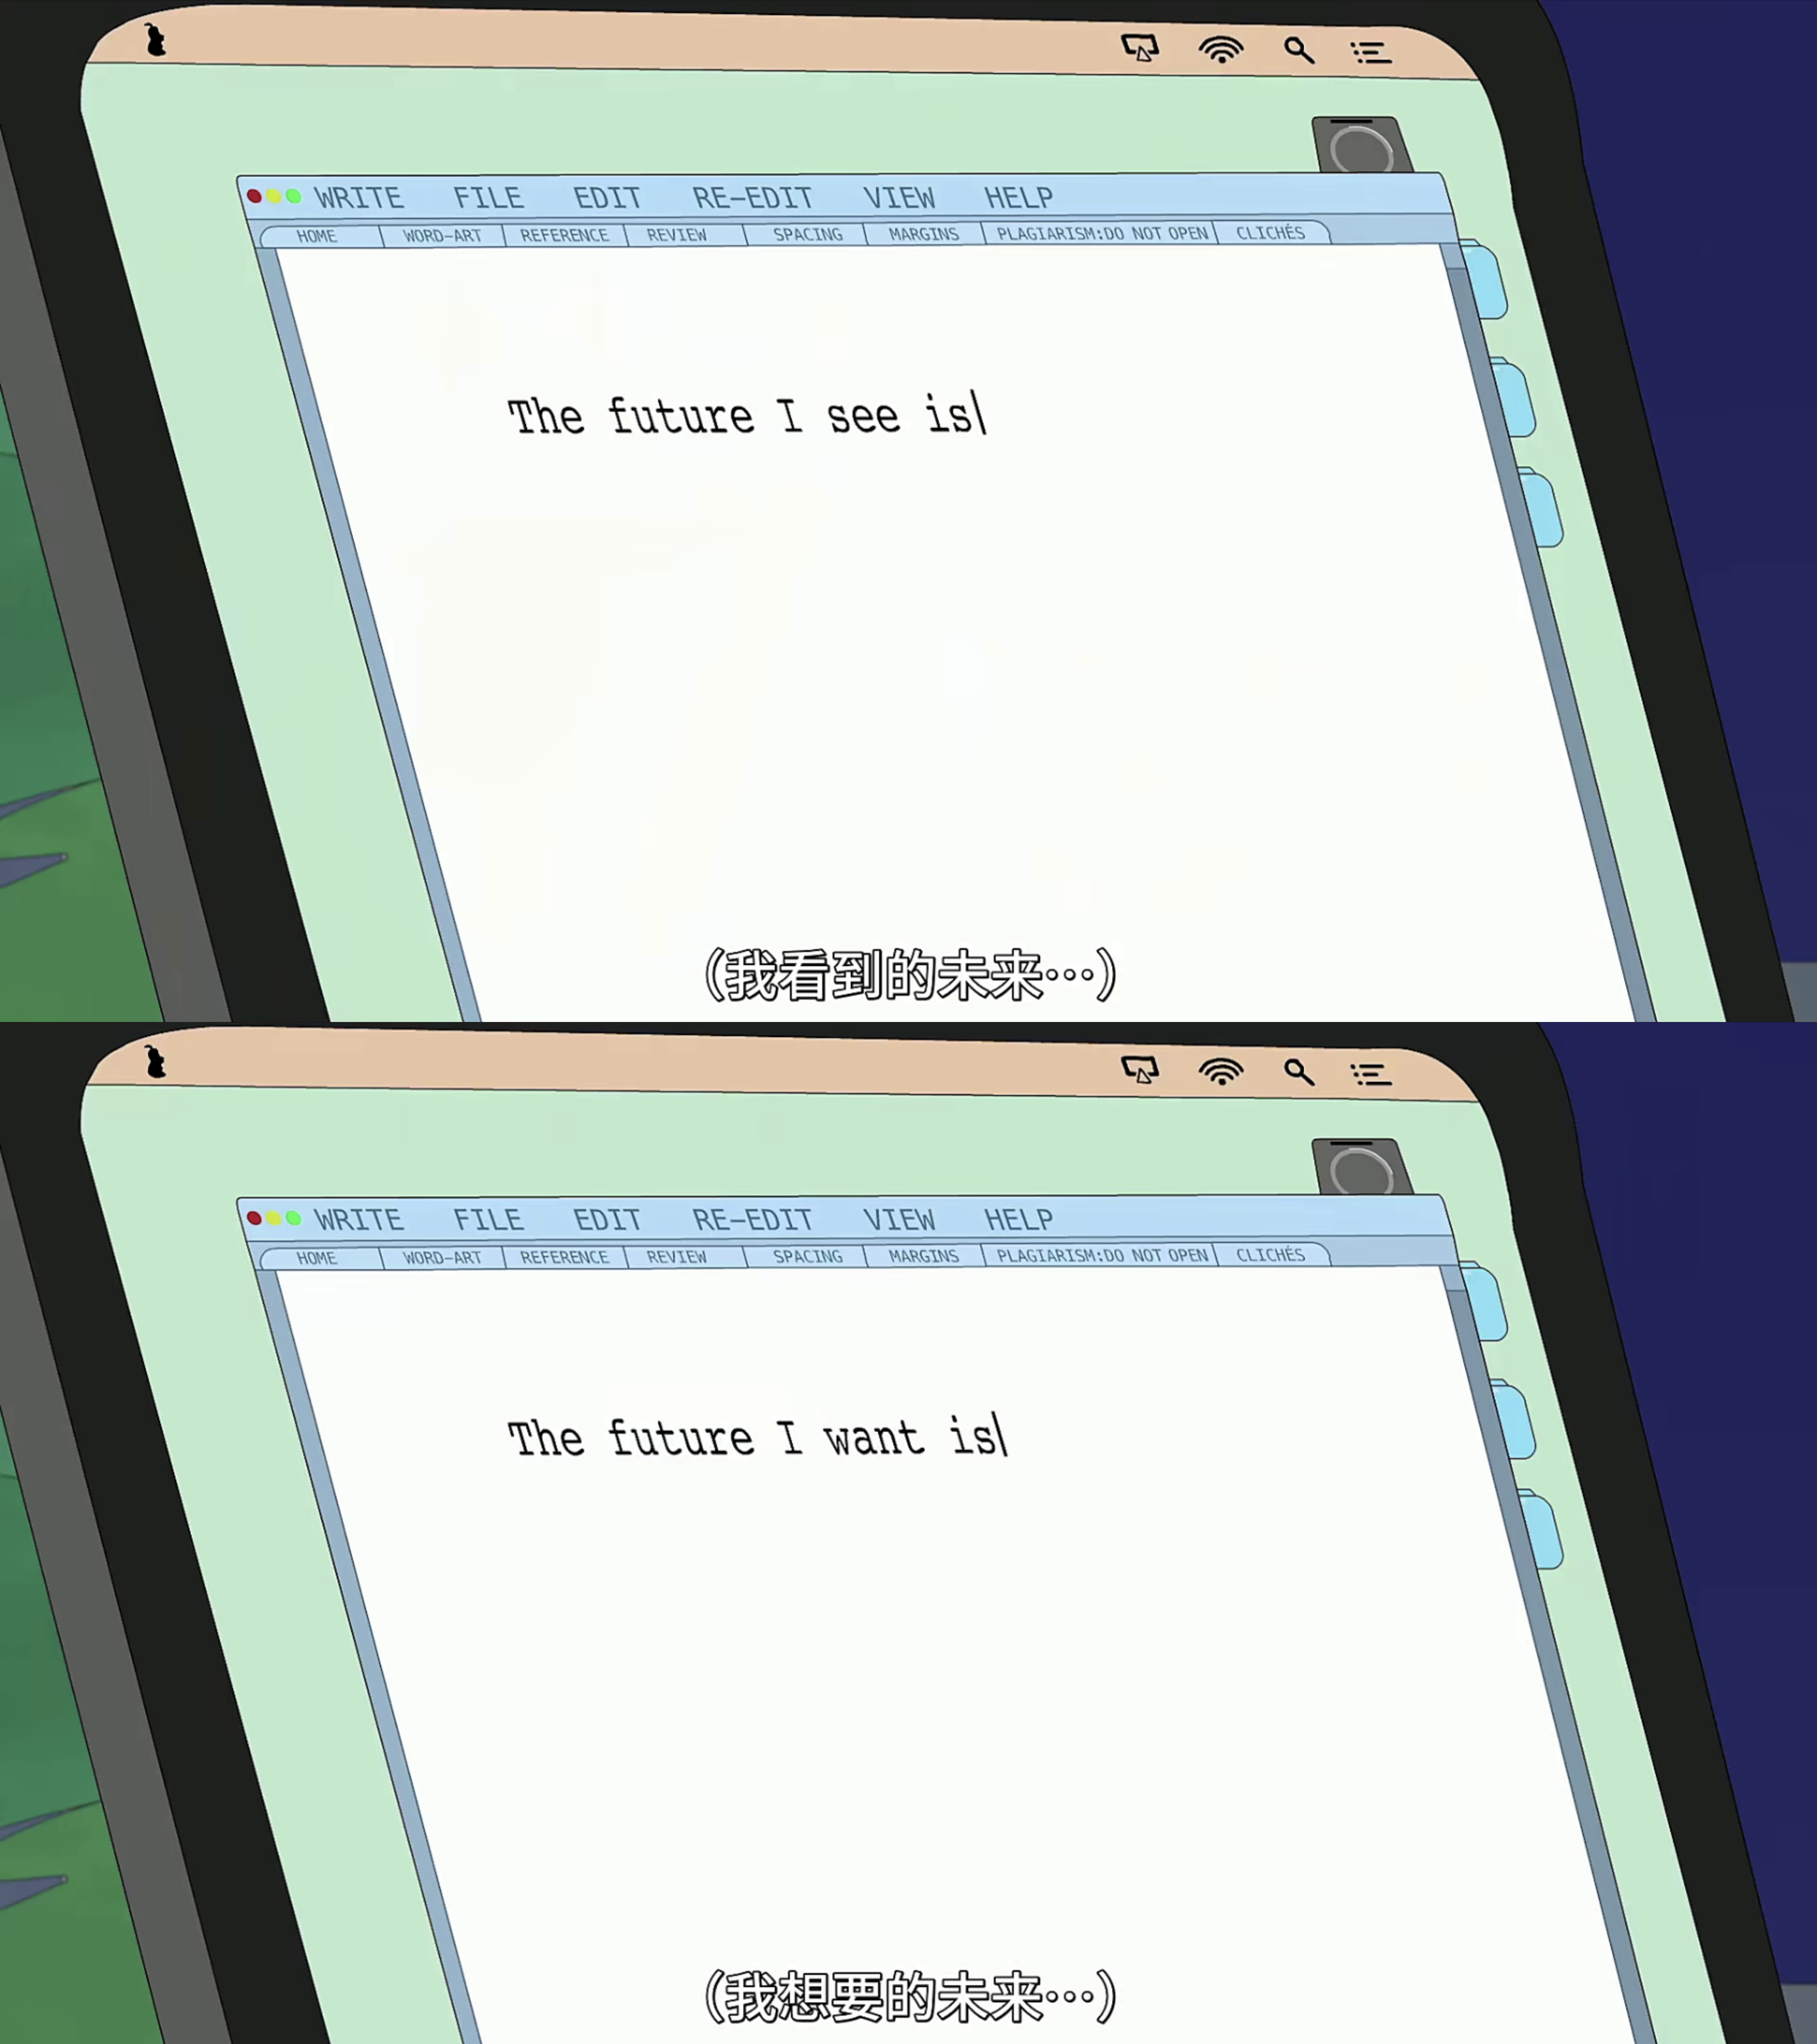 WRITE FILE EDIT RE-EDIT VIEW HELP
HOME WORD-ART REFERENCE REVIEW SPACING MARGINS PLAGIARISM:DO NOT OPEN CLICHÉS
The future I see is
(我看到的未来…)
WRITE FILE EDIT RE-EDIT VIEW HELP
HOME WORD-ART REFERENCE REVIEW SPACING MARGINS PLAGIARISM:DO NOT OPEN CLICHÉS
The future I want is
(我想要的未来…)